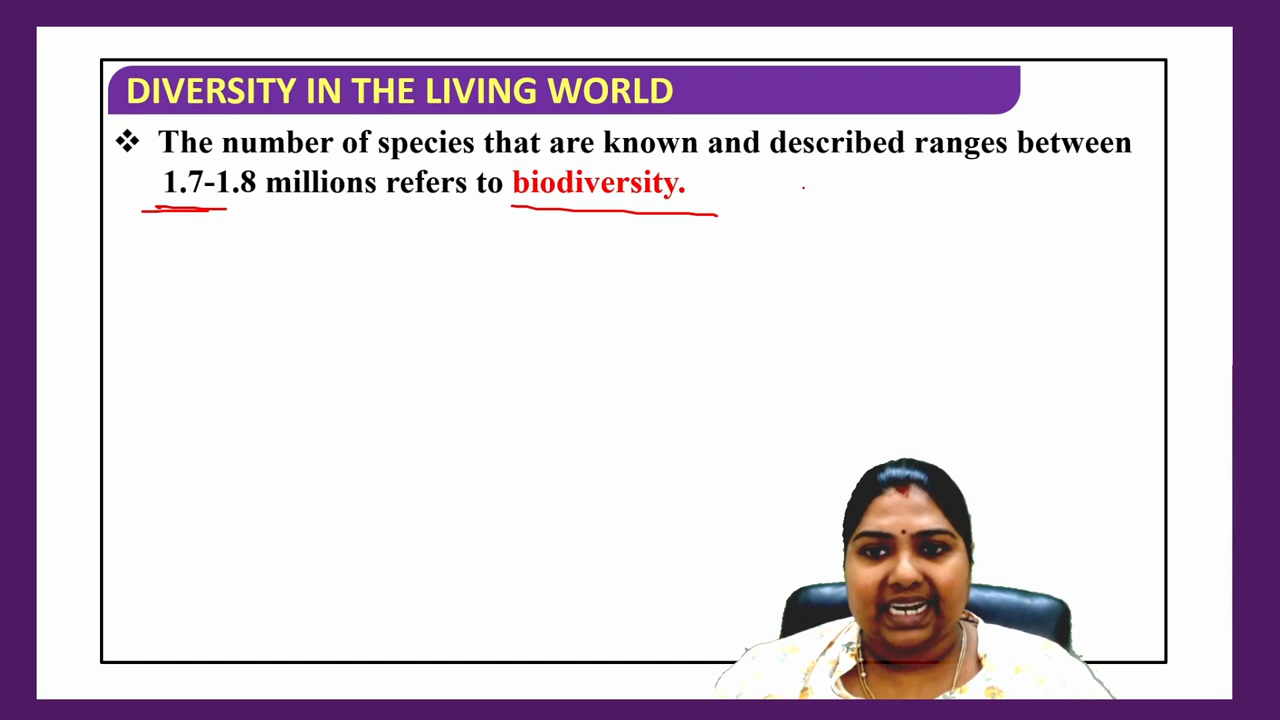 DIVERSITY IN THE LIVING WORLD
❖ The number of species that are known and described ranges between
1.7-1.8 millions refers to biodiversity.